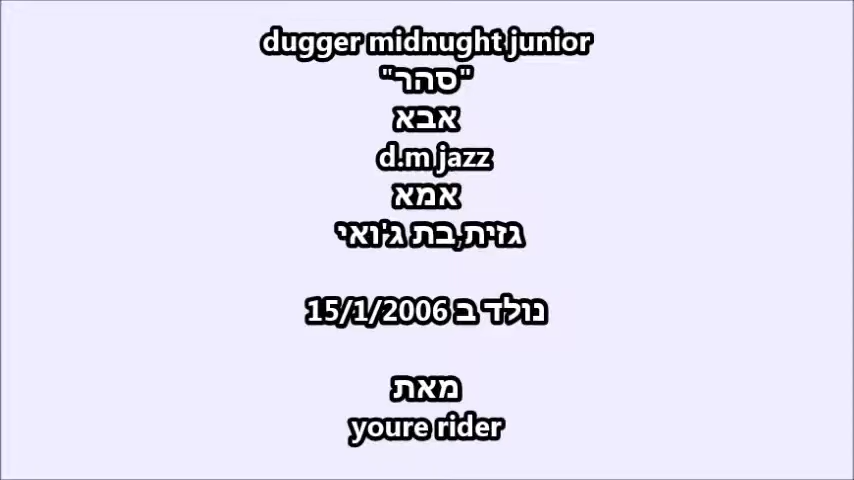 dugger midnught junior
"סהר"
אבא
d.m jazz
אמא
גזית,בת ג'ואי
נולד ב 15/1/2006
מאת
youre rider